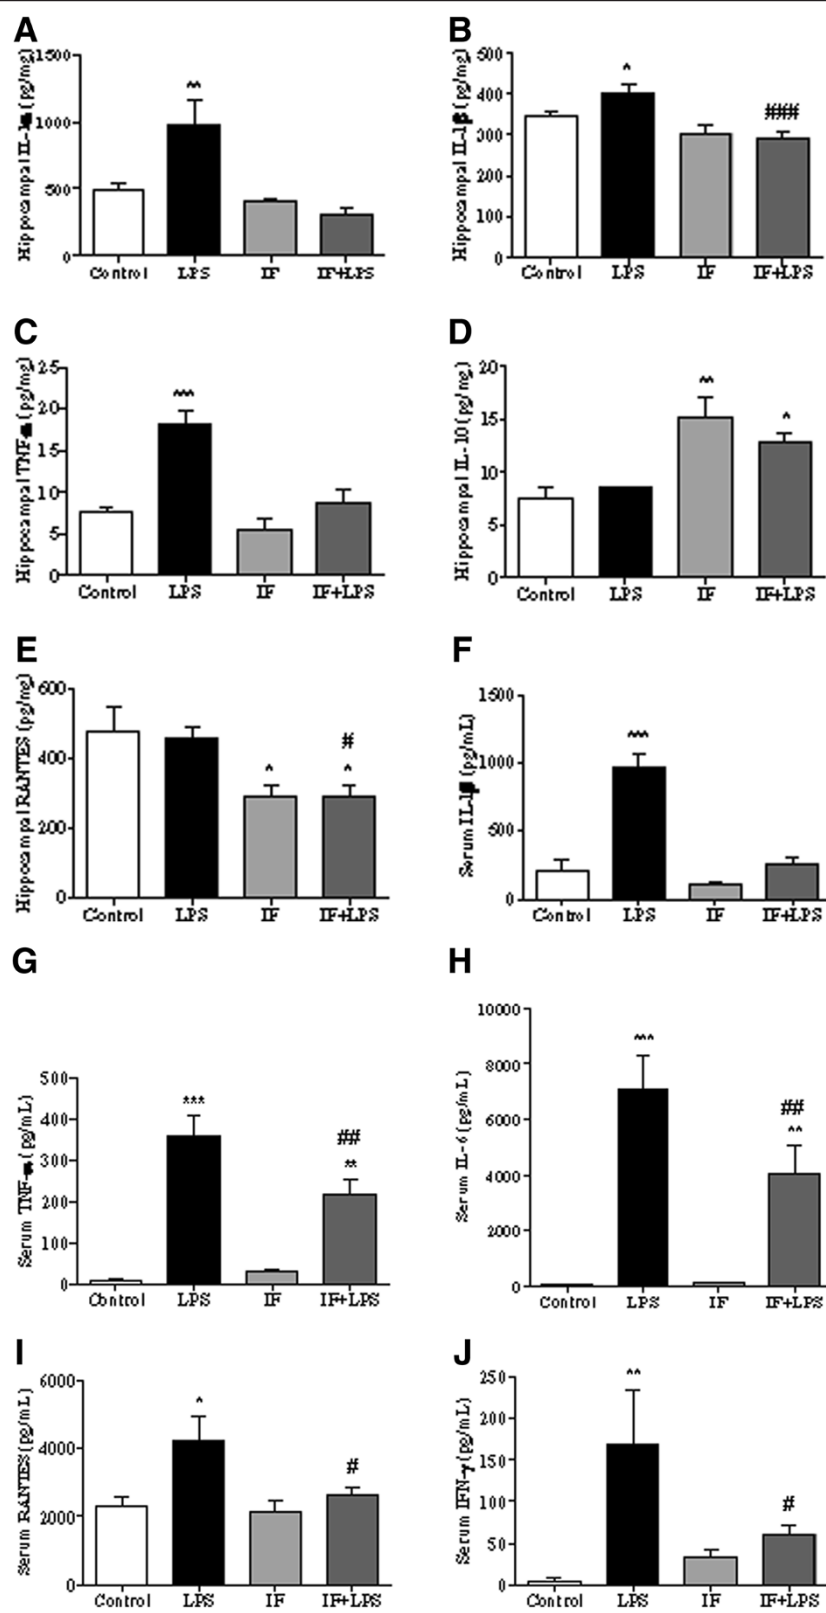 A
B
Hippocampal IL-1α (pg/mg)
1500
1000
500
0
Control LPS IF IF+LPS
^^
Hippocampal IL-1β (pg/mg)
500
400
300
200
100
0
Control LPS IF IF+LPS
^
###
C
D
Hippocampal TNF-α (pg/mg)
25
20
15
10
5
0
Control LPS IF IF+LPS
^^^
Hippocampal IL-10 (pg/mg)
20
15
10
5
0
Control LPS IF IF+LPS
^^
^
E
F
Hippocampal RANTES (pg/mg)
600
400
200
0
Control LPS IF IF+LPS
#
^ ^
Serum IL-1β (pg/mL)
1500
1000
500
0
Control LPS IF IF+LPS
^^^
G
H
Serum TNF-α (pg/mL)
500
400
300
200
100
0
Control LPS IF IF+LPS
***
##
**
Serum IL-6 (pg/mL)
10000
8000
6000
4000
2000
0
Control LPS IF IF+LPS
^^^
##
^^
I
J
Serum RANTES (pg/mL)
6000
4000
2000
0
Control LPS IF IF+LPS
^
#
Serum IFN-γ (pg/mL)
250
200
150
100
50
0
Control LPS IF IF+LPS
^^
#